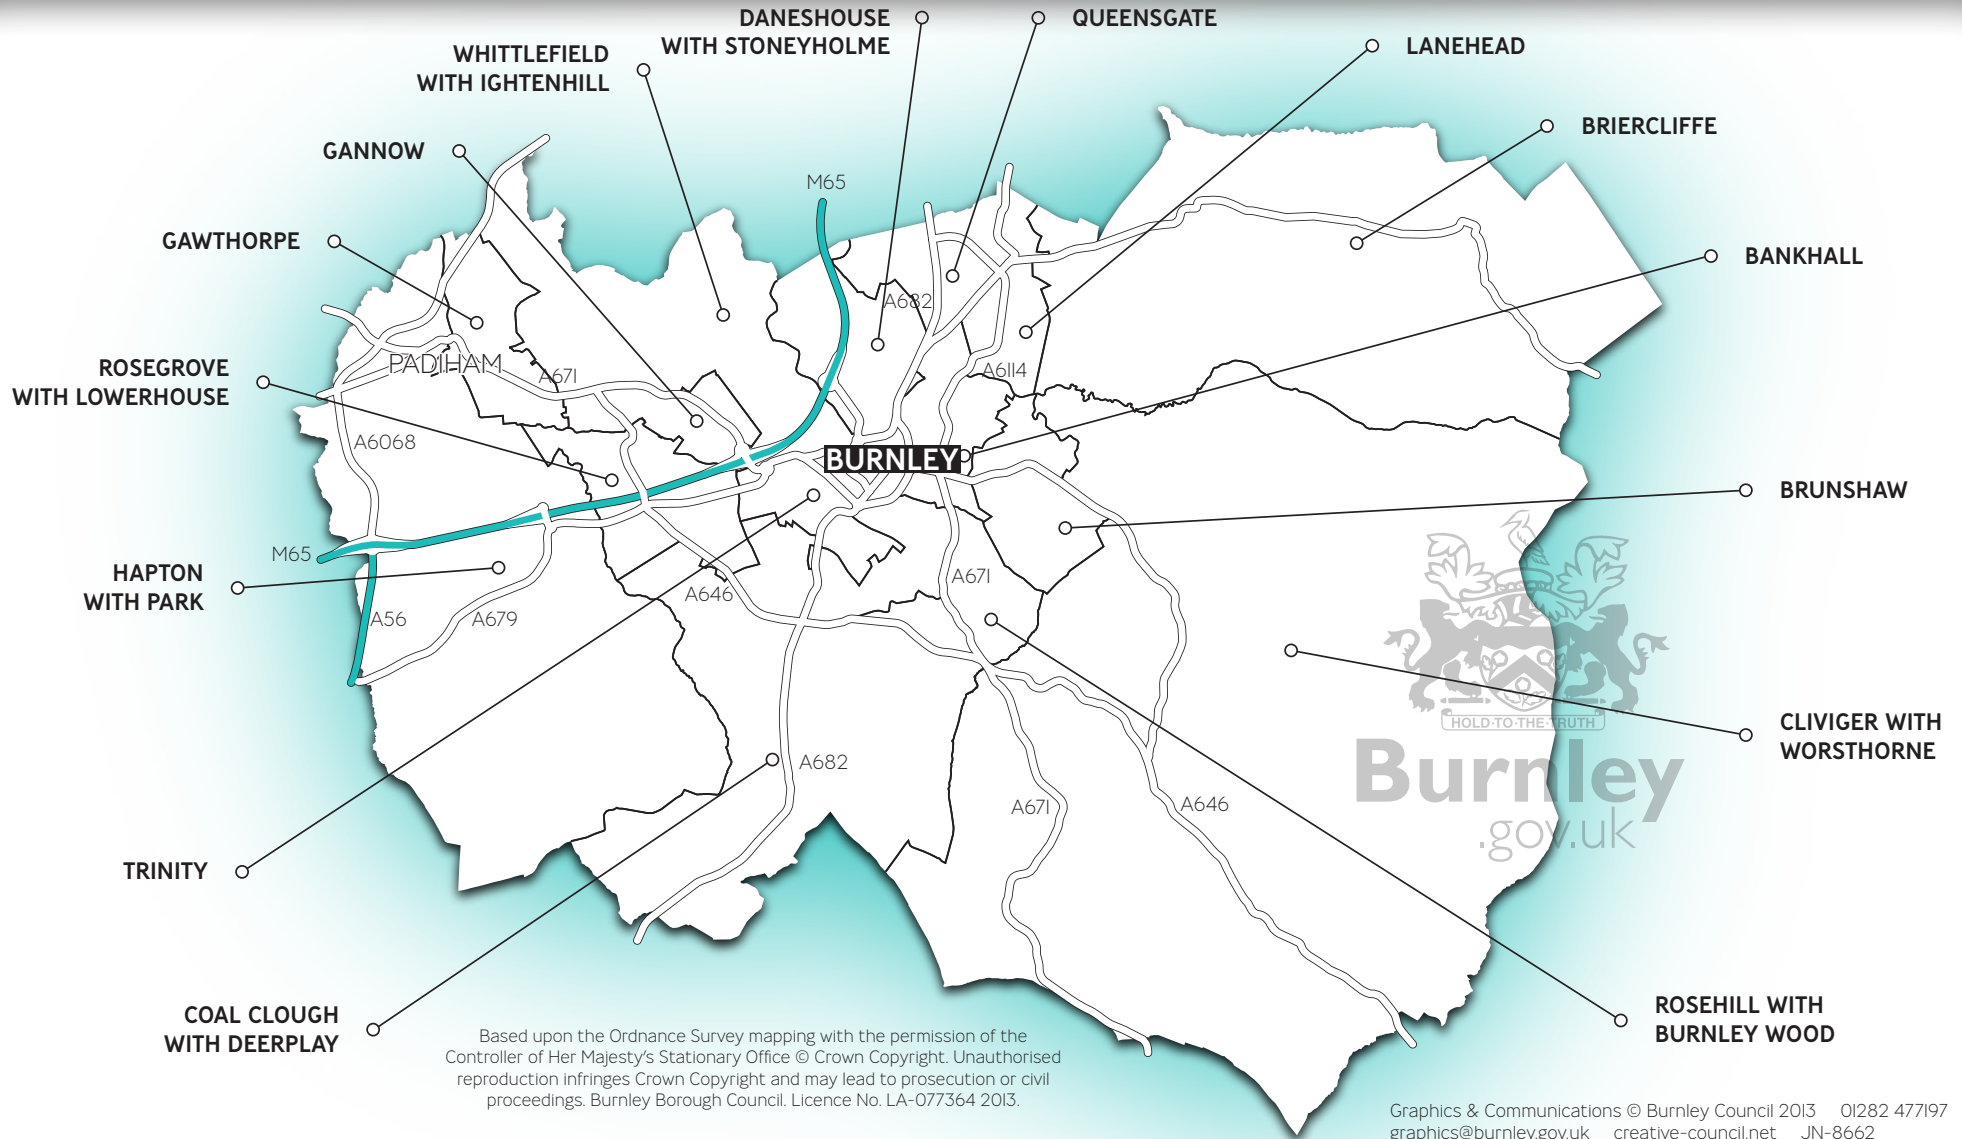 DANESHOUSE
WITH STONEYHOLME
QUEENSGATE
LANEHEAD
WHITTLEFIELD
WITH IGHTENHILL
BRIERCLIFFE
GANNOW
M65
GAWTHORPE
BANKHALL
A682
PADIHAM
A671
A6114
ROSEGROVE
WITH LOWERHOUSE
A6068
BURNLEY
BRUNSHAW
M65
HAPTON
WITH PARK
A646
A671
A56
A679
HOLD·TO·THE·TRUTH
CLIVIGER WITH
WORSTHORNE
Burnley
.gov.uk
A682
A671
A646
TRINITY
COAL CLOUGH
WITH DEERPLAY
ROSEHILL WITH
BURNLEY WOOD
Based upon the Ordnance Survey mapping with the permission of the
Controller of Her Majesty's Stationary Office © Crown Copyright. Unauthorised
reproduction infringes Crown Copyright and may lead to prosecution or civil
proceedings. Burnley Borough Council. Licence No. LA-077364 2013.
Graphics & Communications © Burnley Council 2013 01282 477197
graphics@burnley.gov.uk creative-council.net JN-8662